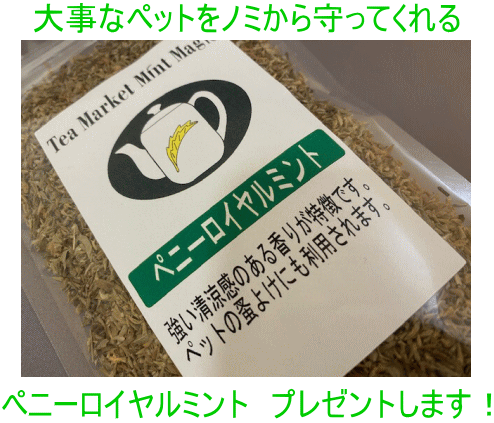 大事なペットをノミから守ってくれる
Tea Market Mint Mag
ペニーロイヤルミント
強い清涼感のある香りが特徴です。
ペットの蚤よけにも利用されます。
ペニーロイヤルミント　プレゼントします！